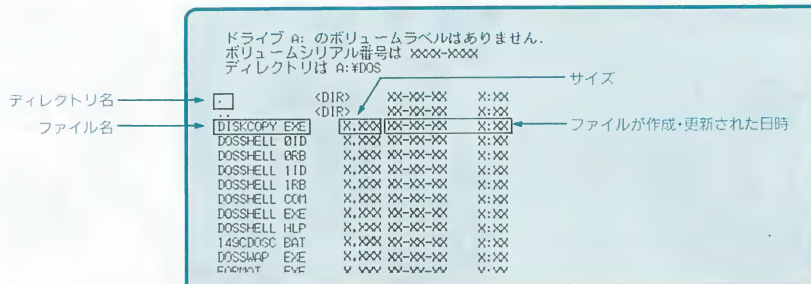 ドライブ A: のボリュームラベルはありません.
ボリュームシリアル番号は XXXX-XXXX
ディレクトリは A:¥DOS
サイズ
ディレクトリ名
. <DIR> XX-XX-XX X:XX
.. <DIR> XX-XX-XX X:XX
ファイル名
DISKCOPY EXE X,XXX XX-XX-XX X:XX
ファイルが作成・更新された日時
DOSSHELL 0ID X,XXX XX-XX-XX X:XX
DOSSHELL 0RB X,XXX XX-XX-XX X:XX
DOSSHELL 1ID X,XXX XX-XX-XX X:XX
DOSSHELL 1RB X,XXX XX-XX-XX X:XX
DOSSHELL COM X,XXX XX-XX-XX X:XX
DOSSHELL EXE X,XXX XX-XX-XX X:XX
DOSSHELL HLP X,XXX XX-XX-XX X:XX
149CDOSC BAT X,XXX XX-XX-XX X:XX
DOSSWAP EXE X,XXX XX-XX-XX X:XX
FORMAT EXE X,XXX XX-XX-XX X:XX